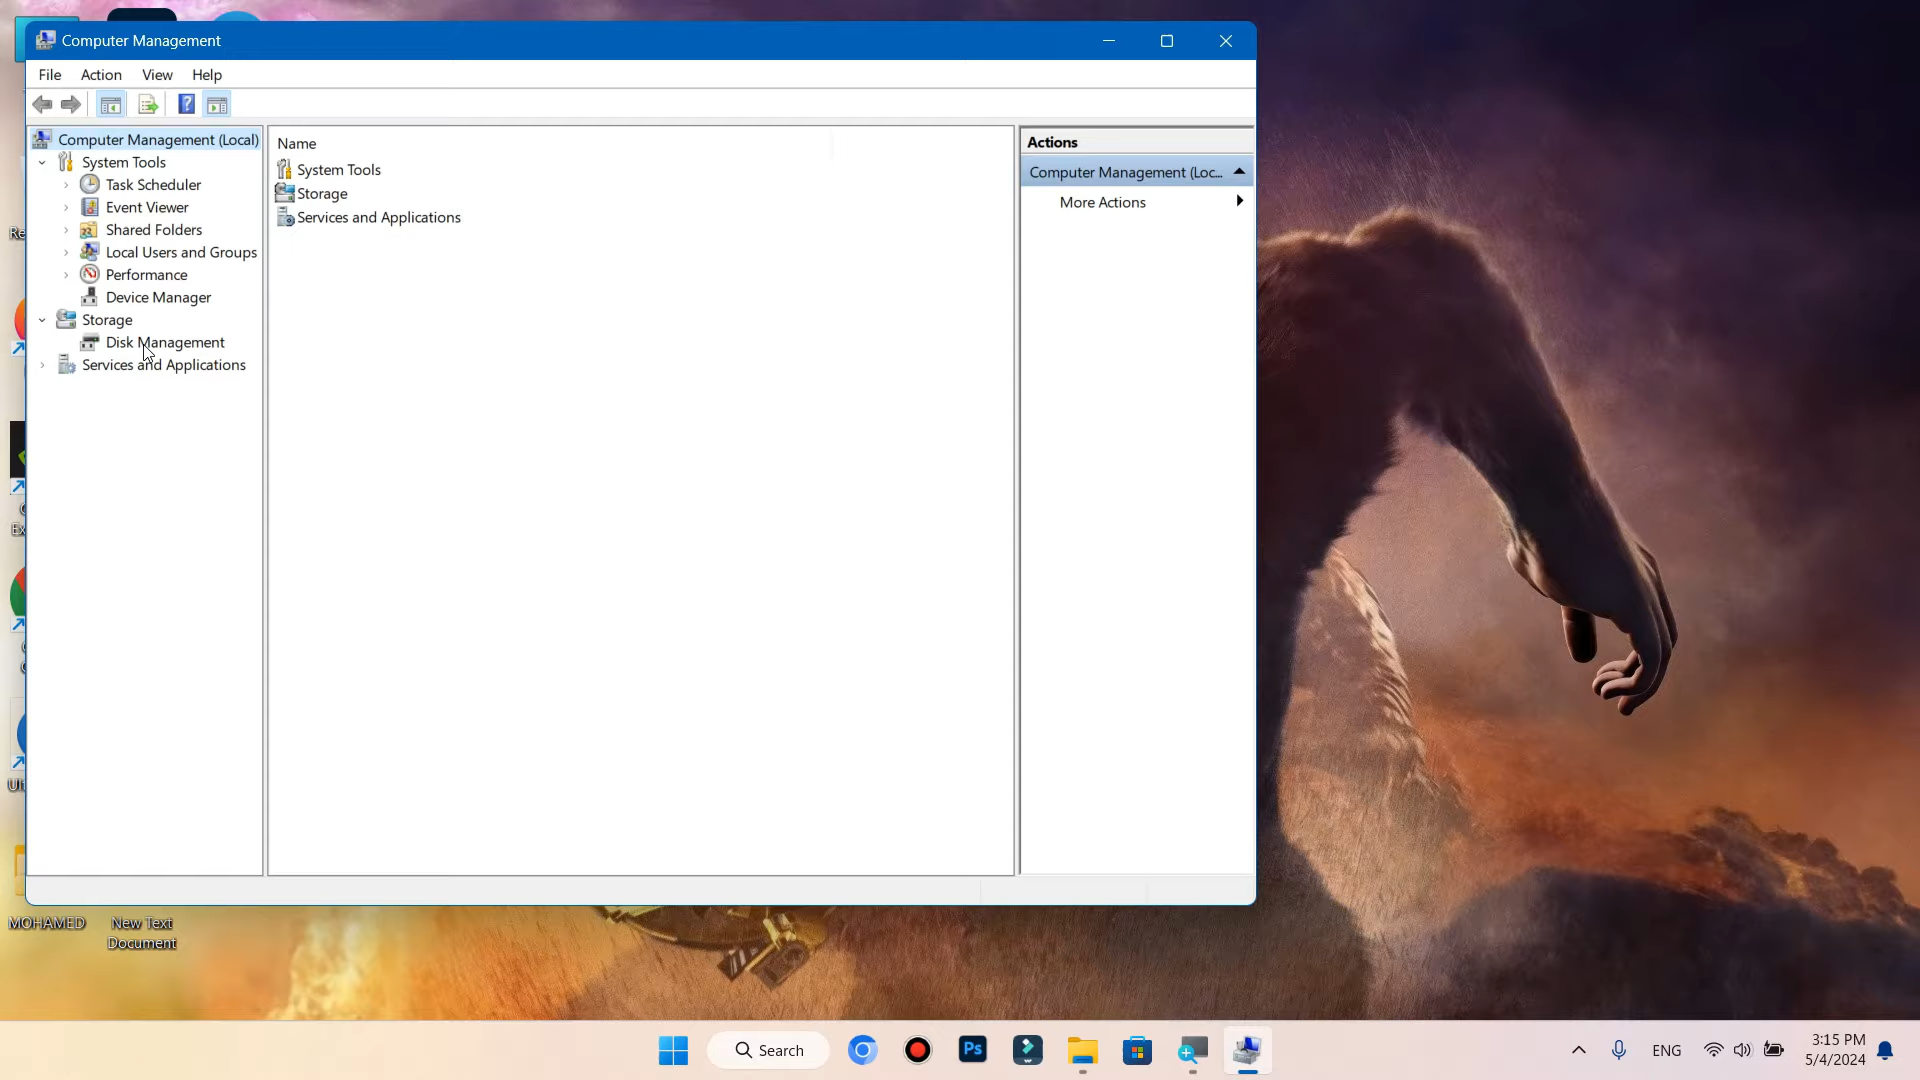 Computer Management
File Action View Help
Computer Management (Local)
System Tools
Task Scheduler
Event Viewer
Shared Folders
Local Users and Groups
Performance
Device Manager
Storage
Disk Management
Services and Applications
Name
System Tools
Storage
Services and Applications
Actions
Computer Management (Loc...
More Actions
MOHAMED
New Text
Document
Search
Ps
ENG
3:15 PM
5/4/2024